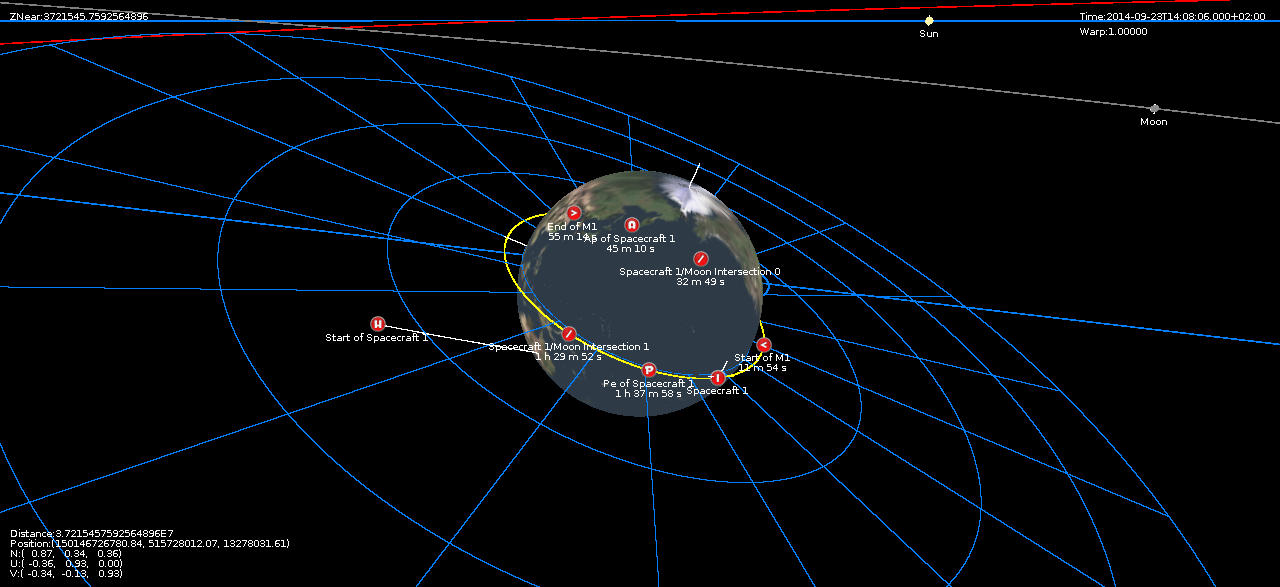 ZNear:3721545.7592564896
Time:2014-09-23T14:08:06.000+02:00
Warp:1.00000
Sun
Moon
End of M1
55 m 14 s
Ap of Spacecraft 1
45 m 10 s
Spacecraft 1/Moon Intersection 0
32 m 49 s
Start of Spacecraft 1
Spacecraft 1/Moon Intersection 1
1 h 29 m 52 s
Start of M1
11 m 54 s
Pe of Spacecraft 1
1 h 37 m 58 s
Spacecraft 1
Distance:3.7215457592564896E7
Position:(150146726780.84, 515728012.07, 13278031.61)
N:( 0.87, 0.34, 0.36)
U:( -0.36, 0.93, 0.00)
V:( -0.34, -0.13, 0.93)